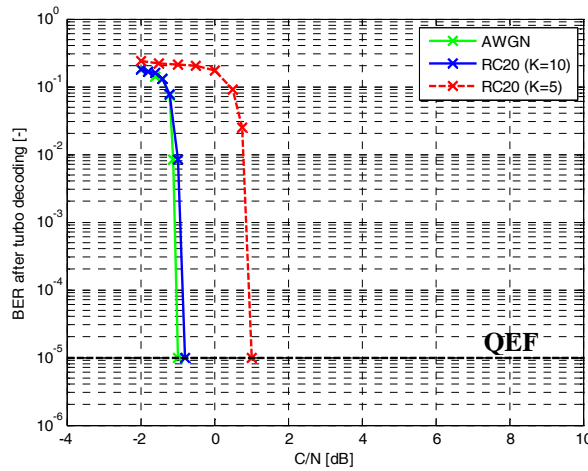 10^0
10^-1
10^-2
10^-3
10^-4
10^-5
10^-6
BER after turbo decoding [-]
AWGN
RC20 (K=10)
RC20 (K=5)
QEF
-4
-2
0
2
4
6
8
10
C/N [dB]